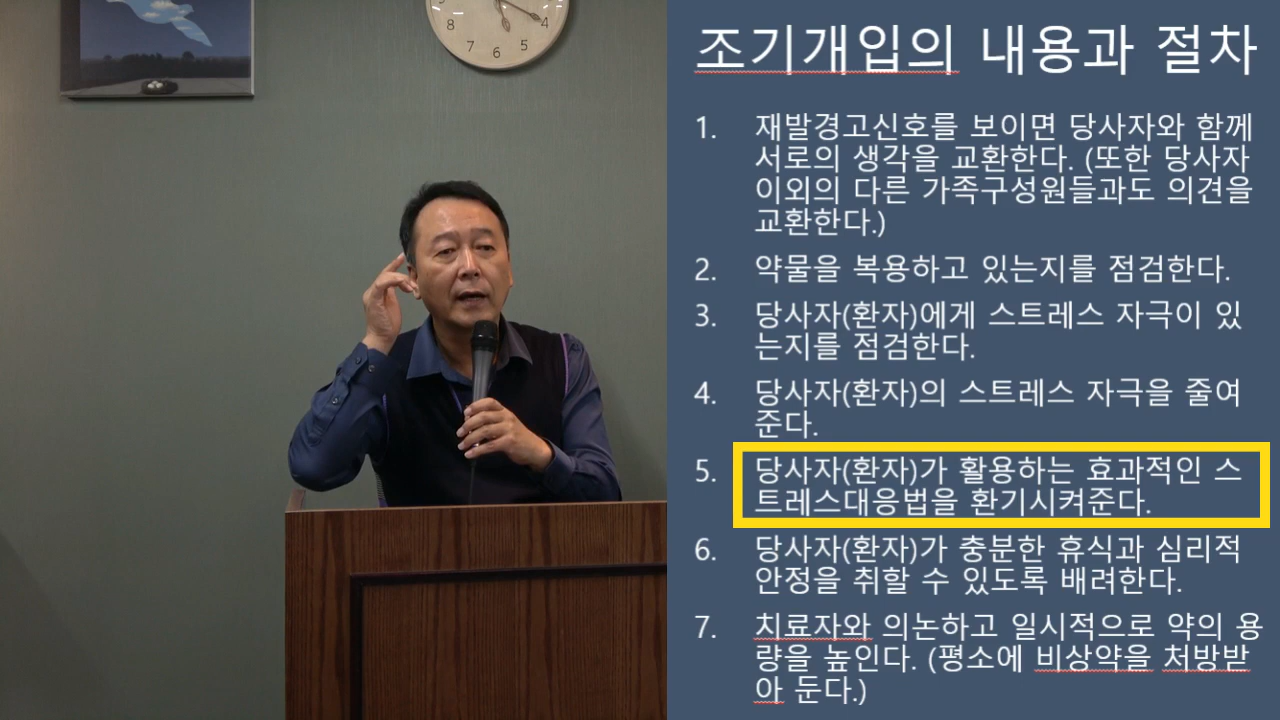 8
7
6
5
4
조기개입의 내용과 절차
1. 재발경고신호를 보이면 당사자와 함께
서로의 생각을 교환한다. (또한 당사자
이외의 다른 가족구성원들과도 의견을
교환한다.)
2. 약물을 복용하고 있는지를 점검한다.
3. 당사자(환자)에게 스트레스 자극이 있
는지를 점검한다.
4. 당사자(환자)의 스트레스 자극을 줄여
준다.
5. 당사자(환자)가 활용하는 효과적인 스
트레스대응법을 환기시켜준다.
6. 당사자(환자)가 충분한 휴식과 심리적
안정을 취할 수 있도록 배려한다.
7. 치료자와 의논하고 일시적으로 약의 용
량을 높인다. (평소에 비상약을 처방받
아 둔다.)